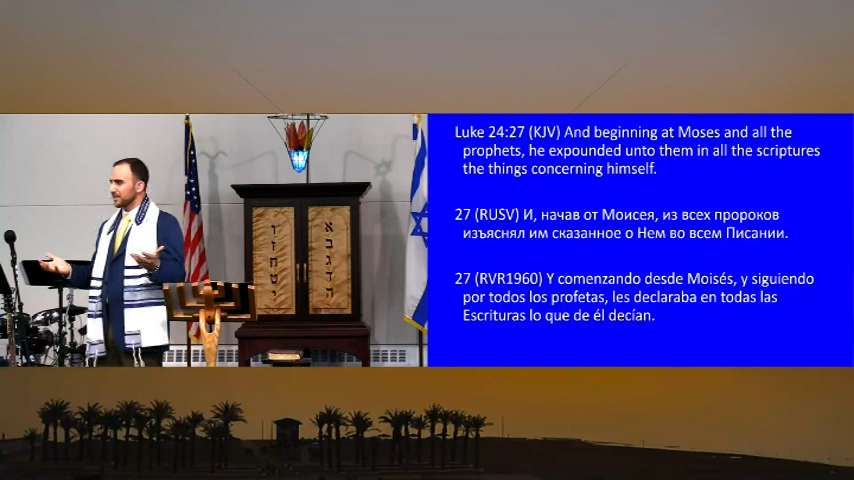 Luke 24:27 (KJV) And beginning at Moses and all the
prophets, he expounded unto them in all the scriptures
the things concerning himself.
27 (RUSV) И, начав от Моисея, из всех пророков
изъяснял им сказанное о Нем во всем Писании.
27 (RVR1960) Y comenzando desde Moisés, y siguiendo
por todos los profetas, les declaraba en todas las
Escrituras lo que de él decían.
ו א
ז ב
ח ג
ט ד
י ה